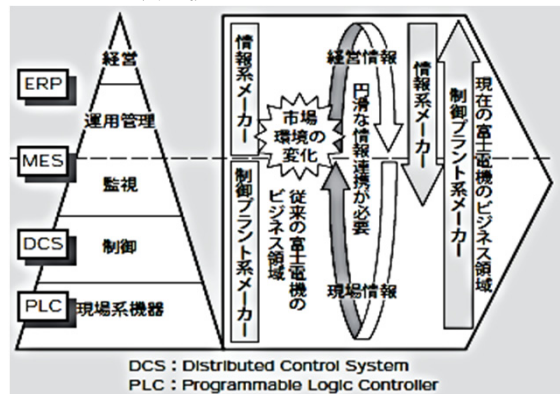 経営
ERP
運用管理
MES
監視
DCS
制御
PLC
現場系機器
情報系メーカー
制御プラント系メーカー
市場
環境の
変化
従来の富士電機の
ビジネス領域
経営情報
円滑な情報連携が必要
現場情報
情報系メーカー
制御プラント系メーカー
現在の富士電機のビジネス領域
DCS：Distributed Control System
PLC：Programmable Logic Controller